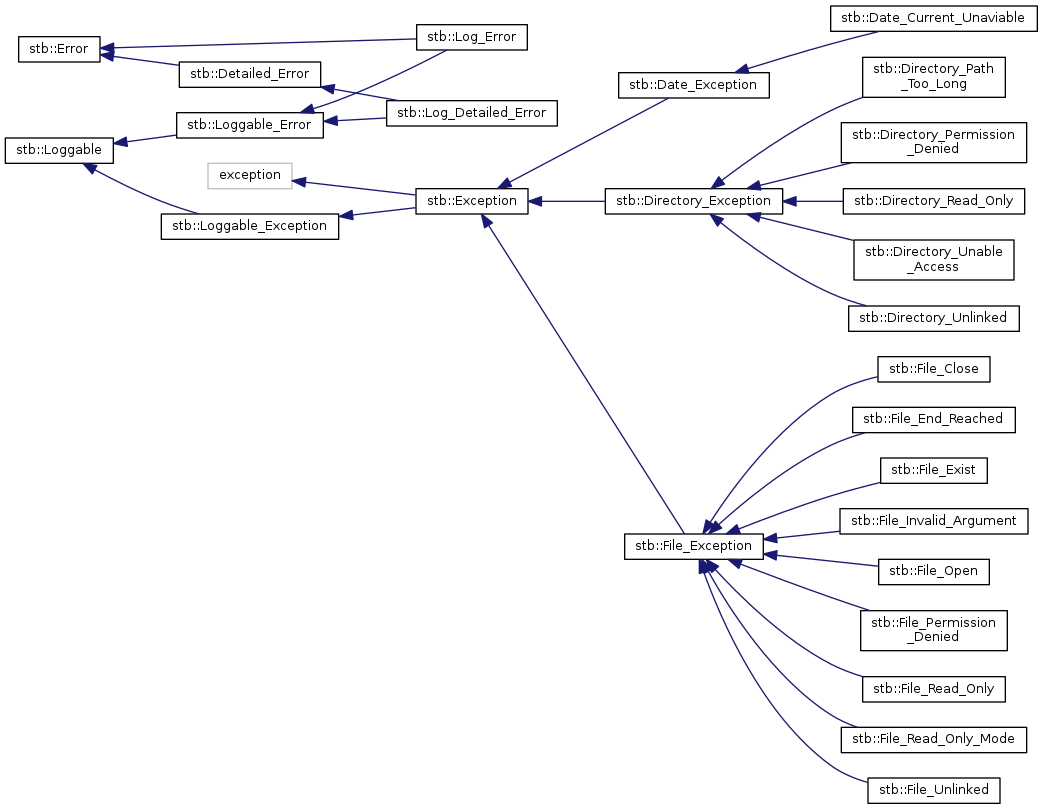 stb::Error
stb::Detailed_Error
stb::Log_Error
stb::Loggable
stb::Loggable_Error
stb::Log_Detailed_Error
exception
stb::Loggable_Exception
stb::Exception
stb::Date_Exception
stb::Date_Current_Unaviable
stb::Directory_Exception
stb::Directory_Path
_Too_Long
stb::Directory_Permission
_Denied
stb::Directory_Read_Only
stb::Directory_Unable
_Access
stb::Directory_Unlinked
stb::File_Exception
stb::File_Close
stb::File_End_Reached
stb::File_Exist
stb::File_Invalid_Argument
stb::File_Open
stb::File_Permission
_Denied
stb::File_Read_Only
stb::File_Read_Only_Mode
stb::File_Unlinked